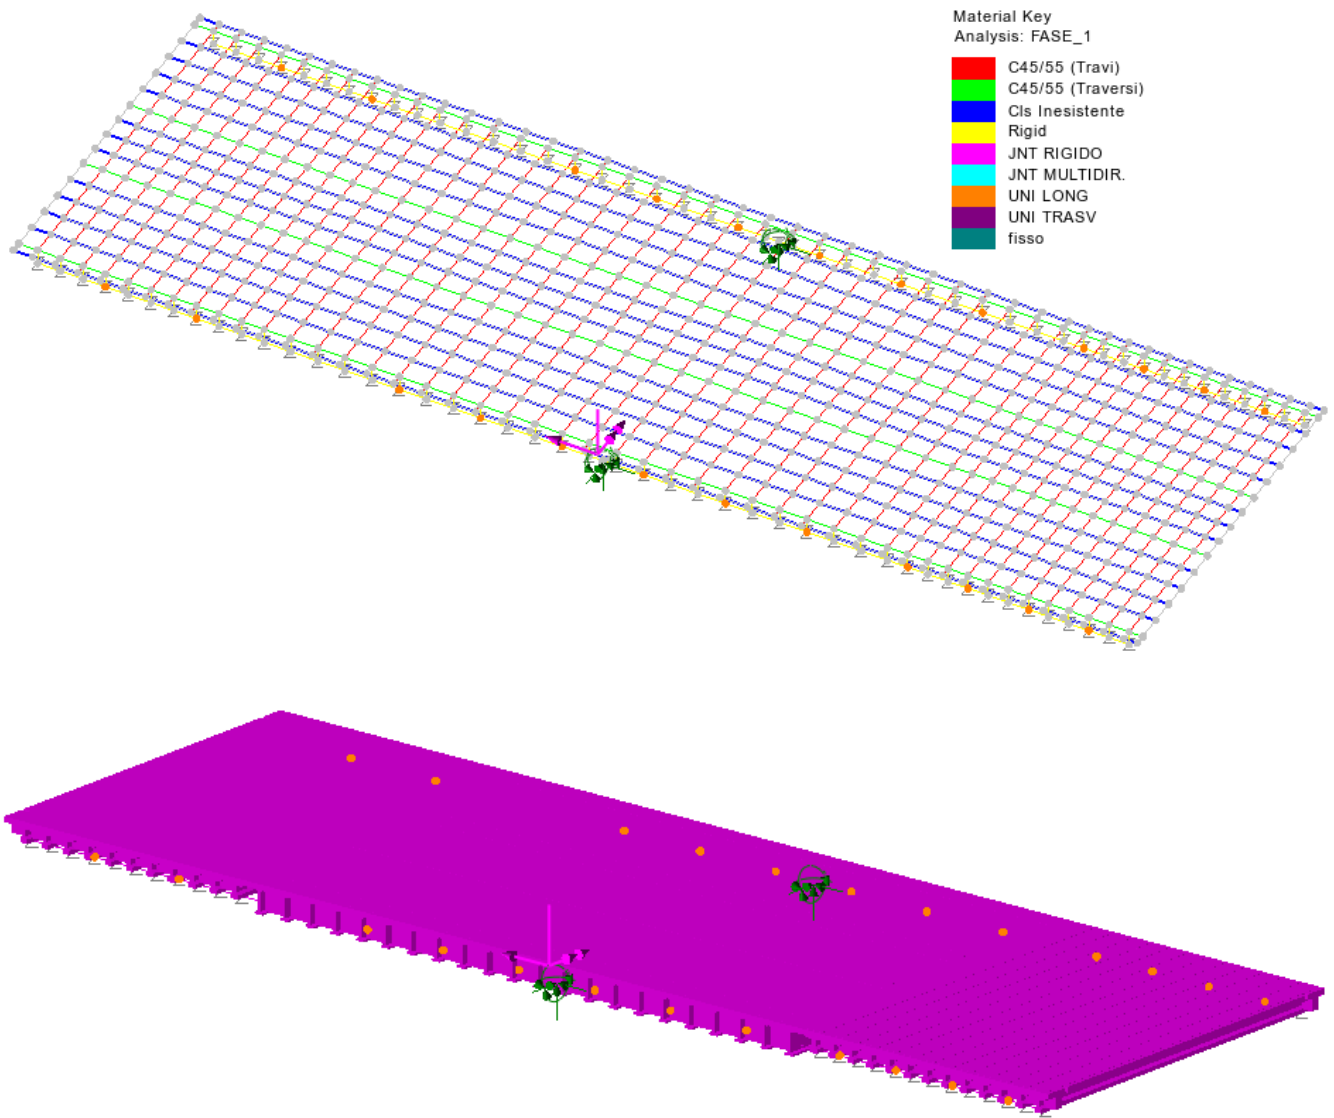 Material Key
Analysis: FASE_1
C45/55 (Travi)
C45/55 (Traversi)
Cls Inesistente
Rigid
JNT RIGIDO
JNT MULTIDIR.
UNI LONG
UNI TRASV
fisso